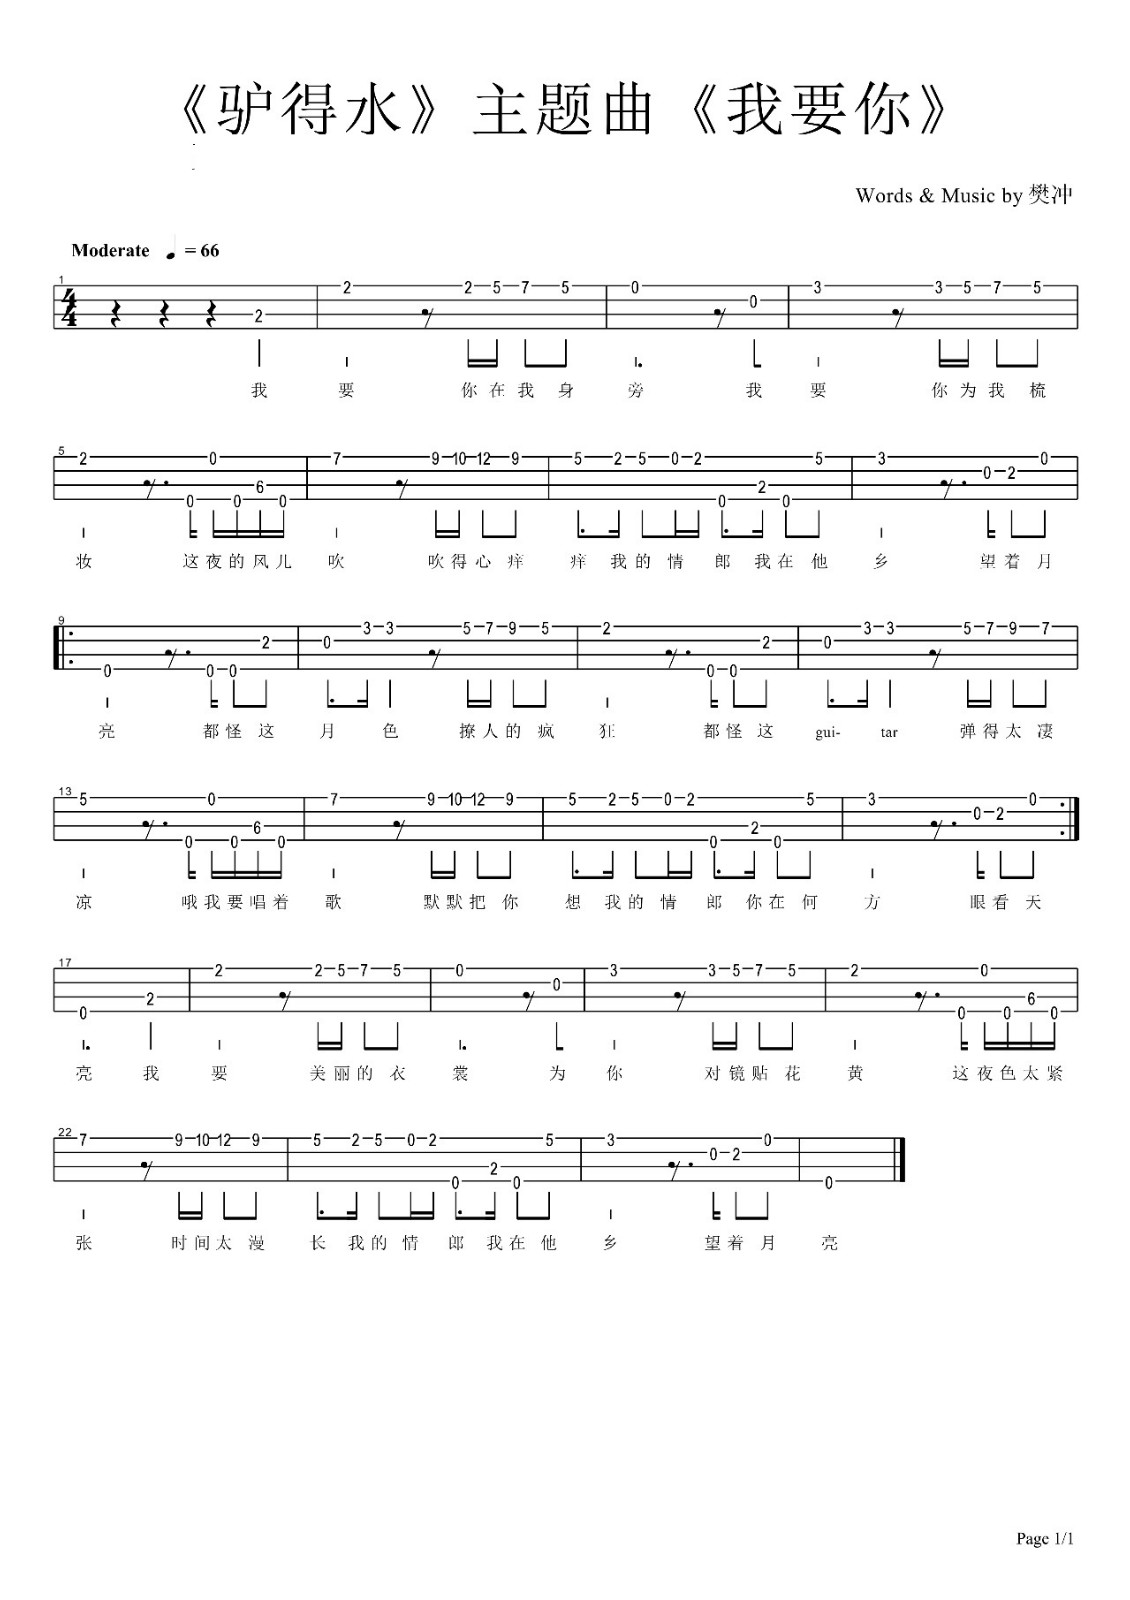 《驴得水》主题曲《我要你》
Words & Music by 樊冲
Moderate ♩ = 66
1
4 4 2 2 2 5 7 5 0 0 3 3 5 7 5
我 要 你 在 我 身 旁 我 要 你 为 我 梳
5
2 0 0 0 6 0 7 9 10 12 9 5 2 5 0 2 0 2 0 5 3 0 2 0
妆 这 夜 的 风 儿 吹 吹 得 心 痒 痒 我 的 情 郎 我 在 他 乡 望 着 月
9
0 0 0 2 0 3 3 5 7 9 5 2 0 0 2 0 3 3 5 7 9 7
亮 都 怪 这 月 色 撩 人 的 疯 狂 都 怪 这 gui- tar 弹 得 太 凄
13
5 0 0 0 6 0 7 9 10 12 9 5 2 5 0 2 0 2 0 5 3 0 2 0
凉 哦 我 要 唱 着 歌 默 默 把 你 想 我 的 情 郎 你 在 何 方 眼 看 天
17
0 2 2 2 5 7 5 0 0 3 3 5 7 5 2 0 0 0 6 0
亮 我 要 美 丽 的 衣 裳 为 你 对 镜 贴 花 黄 这 夜 色 太 紧
22
7 9 10 12 9 5 2 5 0 2 0 2 0 5 3 0 2 0 0
张 时 间 太 漫 长 我 的 情 郎 我 在 他 乡 望 着 月 亮
Page 1/1